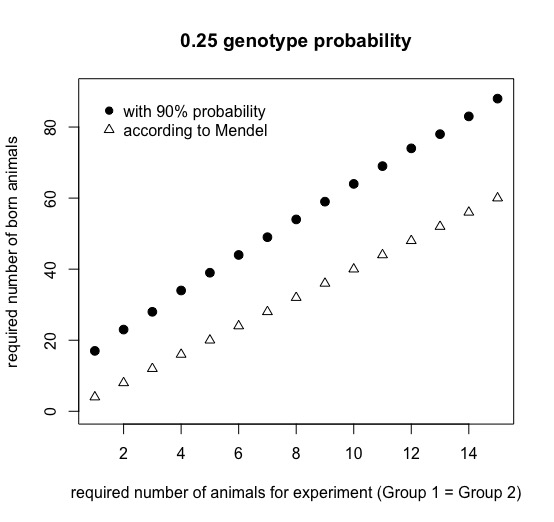 0.25 genotype probability
with 90% probability
according to Mendel
required number of born animals
80
60
40
20
0
2 4 6 8 10 12 14
required number of animals for experiment (Group 1 = Group 2)